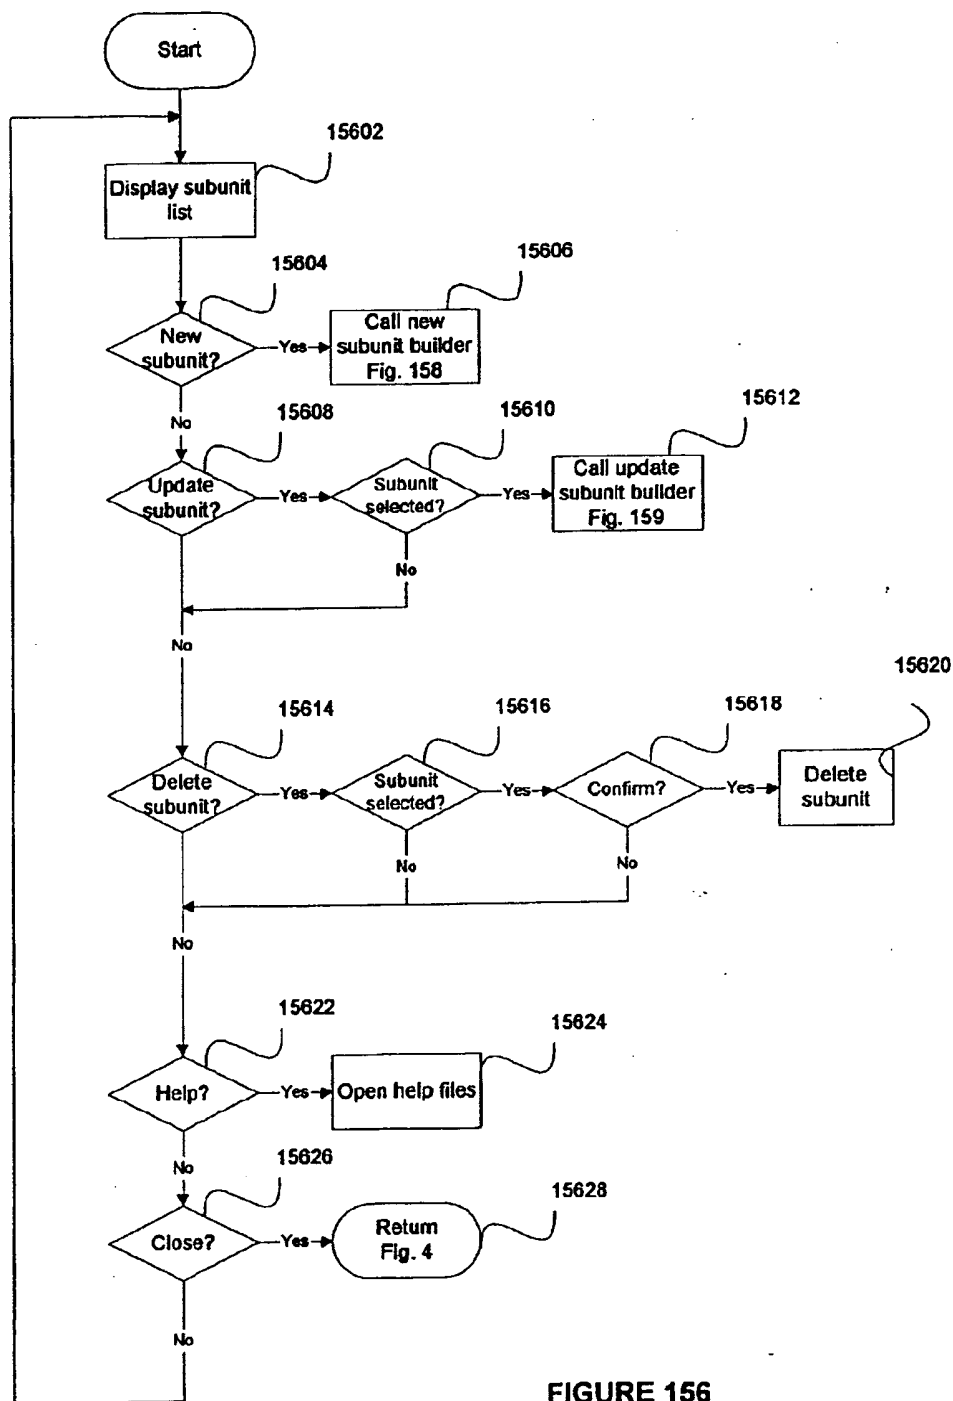 Start
15602
Display subunit
list
15604
15606
New
subunit?
Yes
Call new
subunit builder
Fig. 158
No
15608
15610
15612
Update
subunit?
Yes
Subunit
selected?
Yes
Call update
subunit builder
Fig. 159
No
No
15614
15616
15618
15620
Delete
subunit?
Yes
Subunit
selected?
Yes
Confirm?
Yes
Delete
subunit
No
No
No
15622
15624
Help?
Yes
Open help files
No
15626
15628
Close?
Yes
Return
Fig. 4
No
FIGURE 156